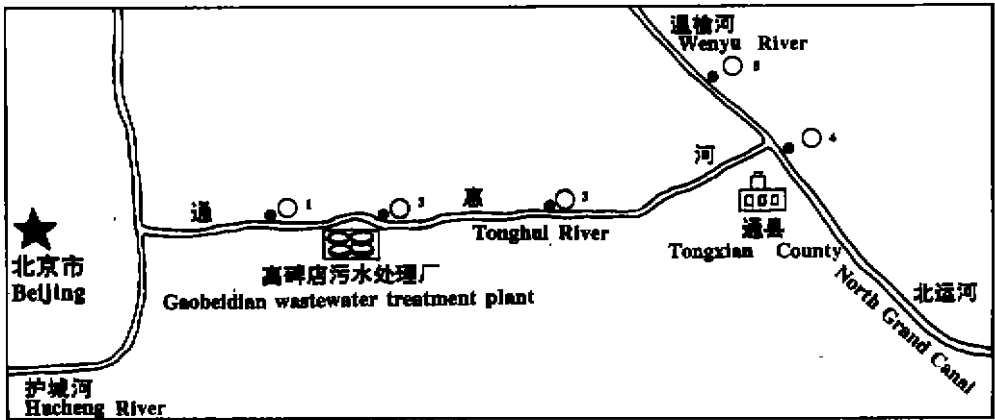 温榆河
Wenyu River
5
4
河
通
1
2
惠
3
Tonghui River
通县
Tongxian County
北京市
Beijing
高碑店污水处理厂
Gaobeidian wastewater treatment plant
North Grand Canal
北运河
护城河
Hucheng River